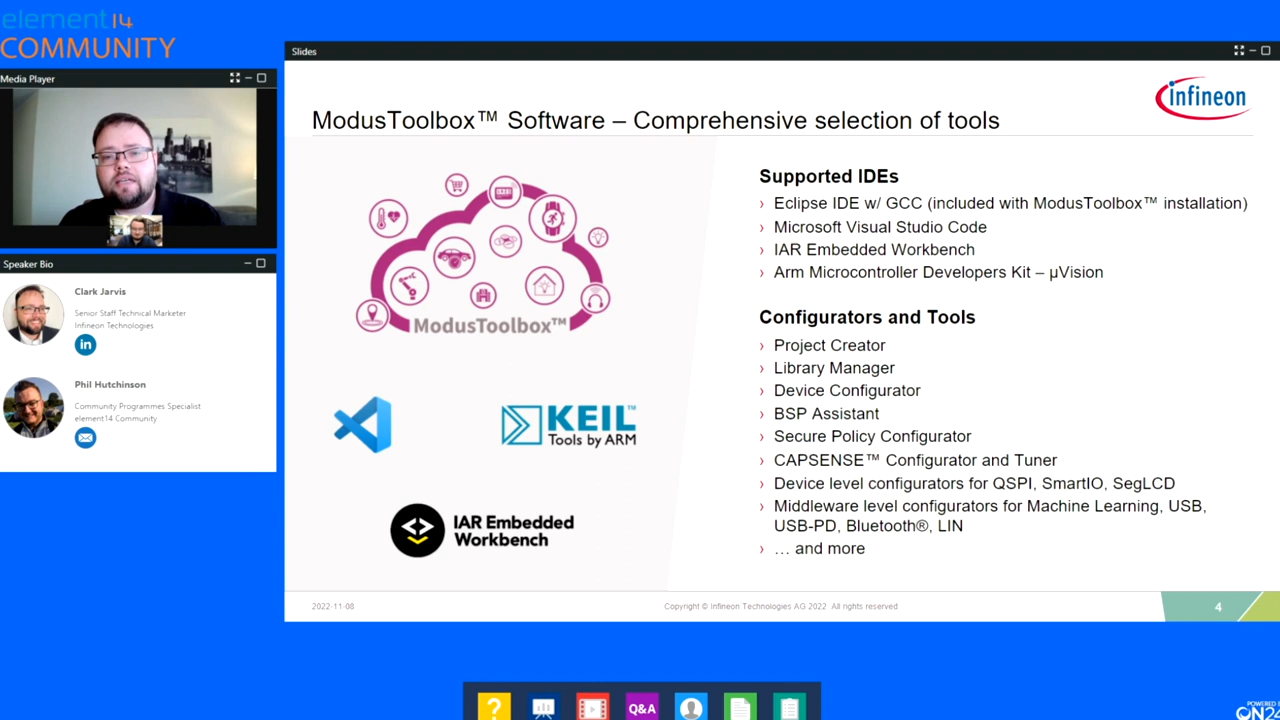 element14
COMMUNITY
Media Player
Speaker Bio
Clark Jarvis
Senior Staff Technical Marketer
Infineon Technologies
in
Phil Hutchinson
Community Programmes Specialist
element14 Community
Slides
infineon
ModusToolbox™ Software – Comprehensive selection of tools
ModusToolbox™
KEIL™
Tools by ARM
IAR Embedded
Workbench
Supported IDEs
› Eclipse IDE w/ GCC (included with ModusToolbox™ installation)
› Microsoft Visual Studio Code
› IAR Embedded Workbench
› Arm Microcontroller Developers Kit – µVision
Configurators and Tools
› Project Creator
› Library Manager
› Device Configurator
› BSP Assistant
› Secure Policy Configurator
› CAPSENSE™ Configurator and Tuner
› Device level configurators for QSPI, SmartIO, SegLCD
› Middleware level configurators for Machine Learning, USB,
USB-PD, Bluetooth®, LIN
› … and more
2022-11-08
Copyright © Infineon Technologies AG 2022 All rights reserved
4
?
Q&A
POWERED
ON24